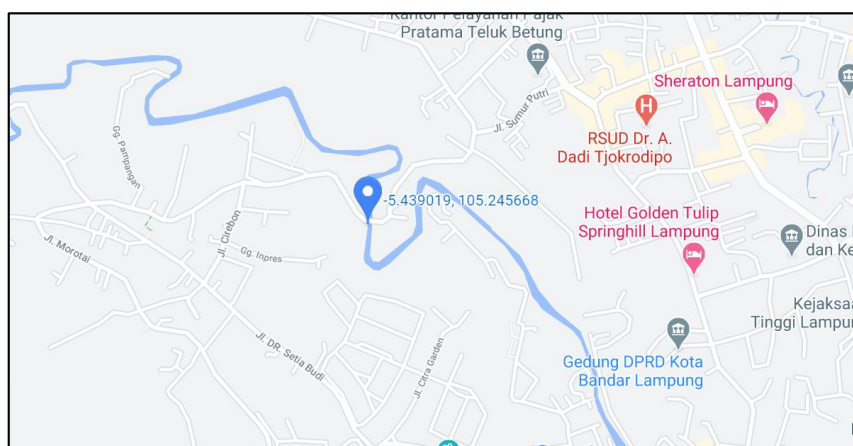 Kantor Pelayanan Pajak
Pratama Teluk Betung
Sheraton Lampung
Jl. Sumur Putri
RSUD Dr. A.
Dadi Tjokrodipo
Gg. Pampangan
-5.439019, 105.245668
Hotel Golden Tulip
Springhill Lampung
Dinas
dan Ke
Jl. Cirebon
Jl. Morotai
Gg. Inpres
Kejaksaa
Tinggi Lampu
Jl. DR. Setia Budi
Jl. Citra Garden
Gedung DPRD Kota
Bandar Lampung